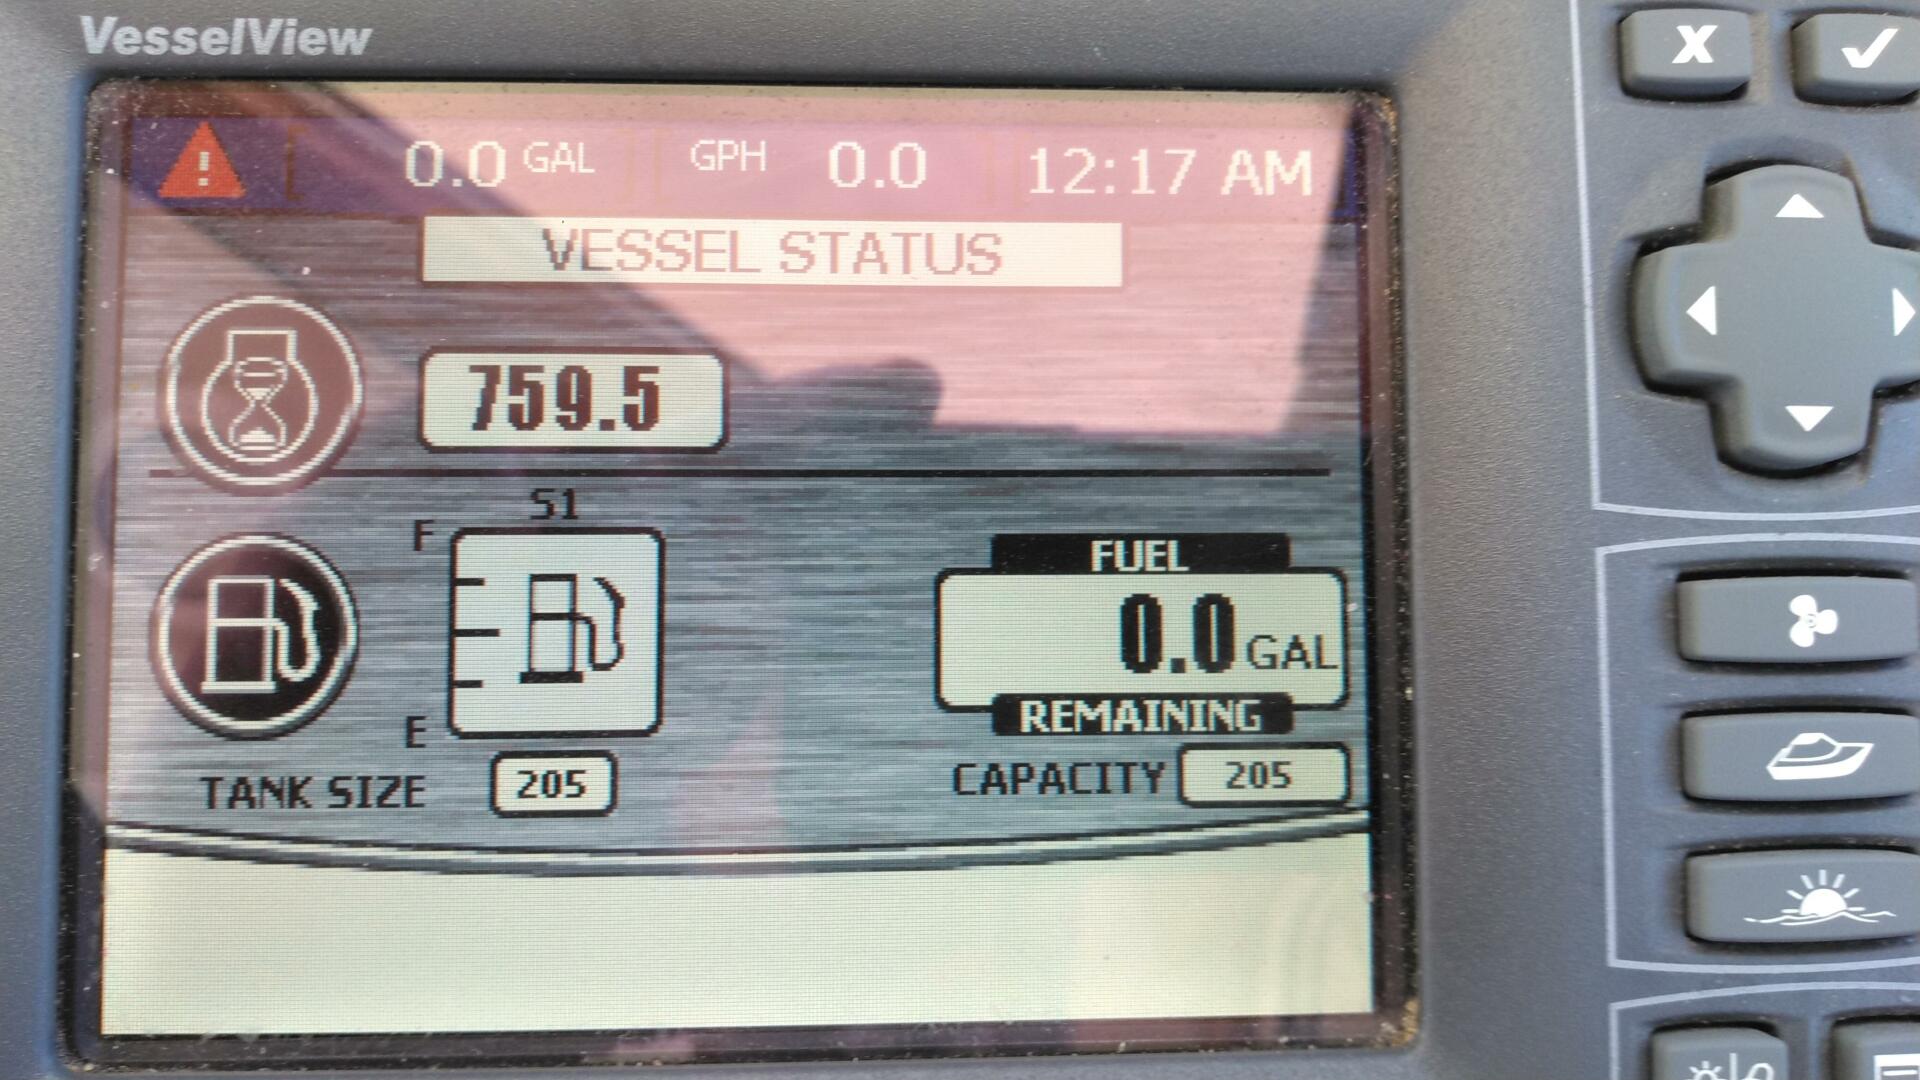 VesselView
0.0 GAL GPH 0.0 12:17 AM
VESSEL STATUS
759.5
S1
F
FUEL
0.0 GAL
REMAINING
E
TANK SIZE 205
CAPACITY 205